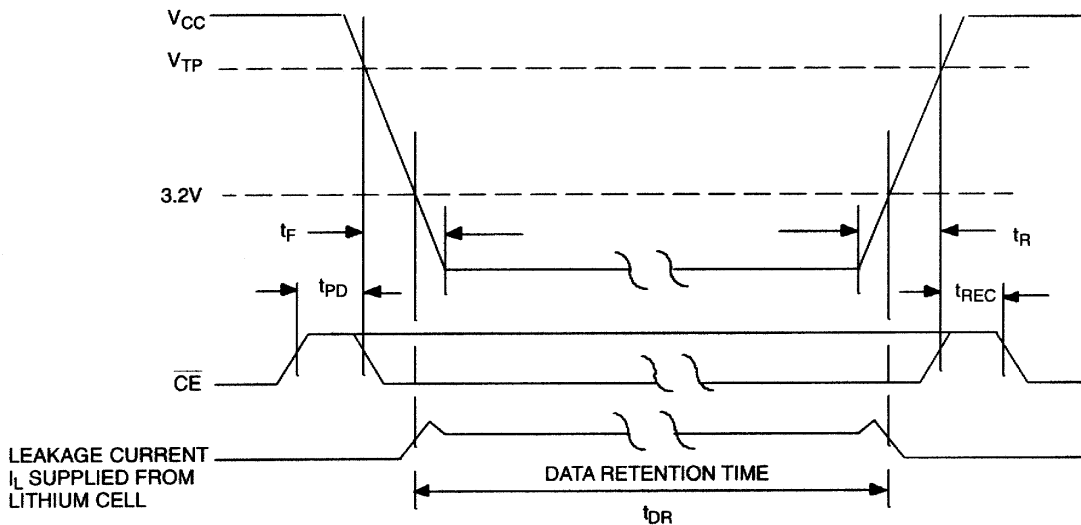 VCC
VTP
3.2V
tF
tR
tPD
tREC
CE
LEAKAGE CURRENT
IL SUPPLIED FROM
LITHIUM CELL
DATA RETENTION TIME
tDR